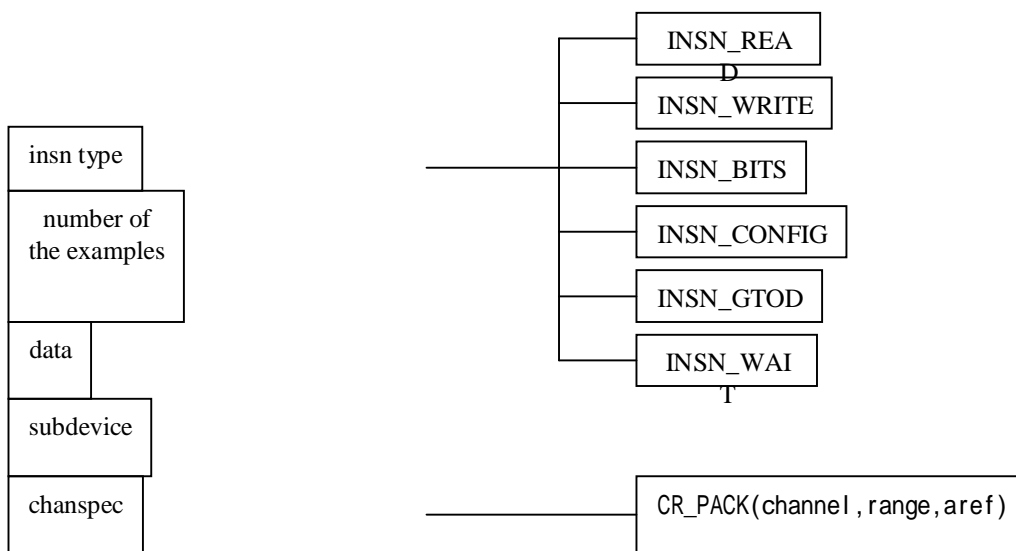 INSN_REA
D
INSN_WRITE
insn type
INSN_BITS
number of
the examples
INSN_CONFIG
INSN_GTOD
data
INSN_WAI
T
subdevice
chanspec
CR_PACK(channel,range,aref)